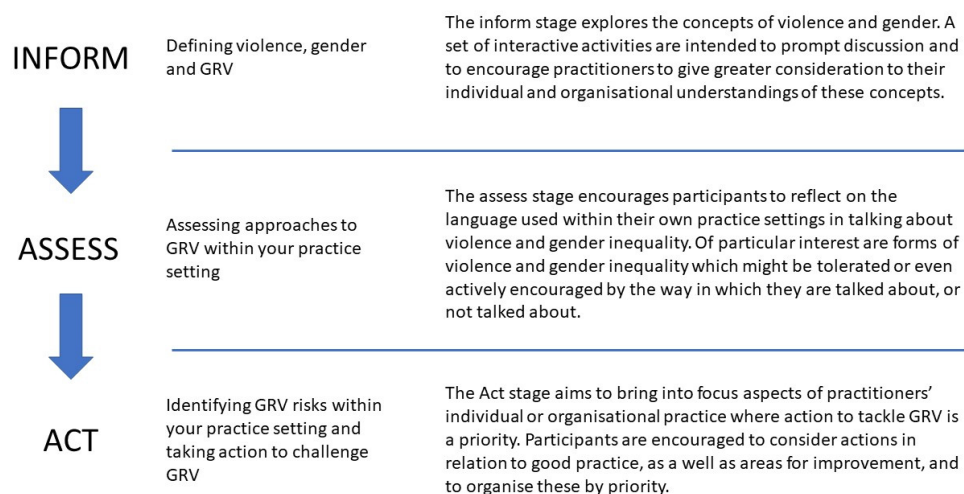 INFORM
Defining violence, gender
and GRV
The inform stage explores the concepts of violence and gender. A
set of interactive activities are intended to prompt discussion and
to encourage practitioners to give greater consideration to their
individual and organisational understandings of these concepts.
ASSESS
Assessing approaches to
GRV within your practice
setting
The assess stage encourages participants to reflect on the
language used within their own practice settings in talking about
violence and gender inequality. Of particular interest are forms of
violence and gender inequality which might be tolerated or even
actively encouraged by the way in which they are talked about, or
not talked about.
ACT
Identifying GRV risks within
your practice setting and
taking action to challenge
GRV
The Act stage aims to bring into focus aspects of practitioners’
individual or organisational practice where action to tackle GRV is
a priority. Participants are encouraged to consider actions in
relation to good practice, as a well as areas for improvement, and
to organise these by priority.